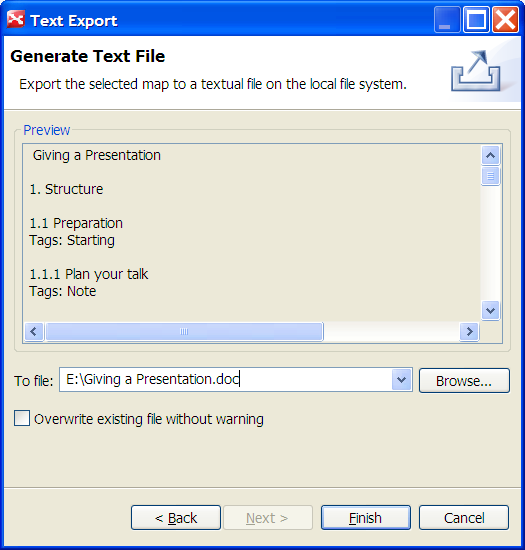 Text Export
Generate Text File
Export the selected map to a textual file on the local file system.
Preview
Giving a Presentation
1. Structure
1.1 Preparation
Tags: Starting
1.1.1 Plan your talk
Tags: Note
To file: E:\Giving a Presentation.doc Browse...
Overwrite existing file without warning
< Back Next > Finish Cancel